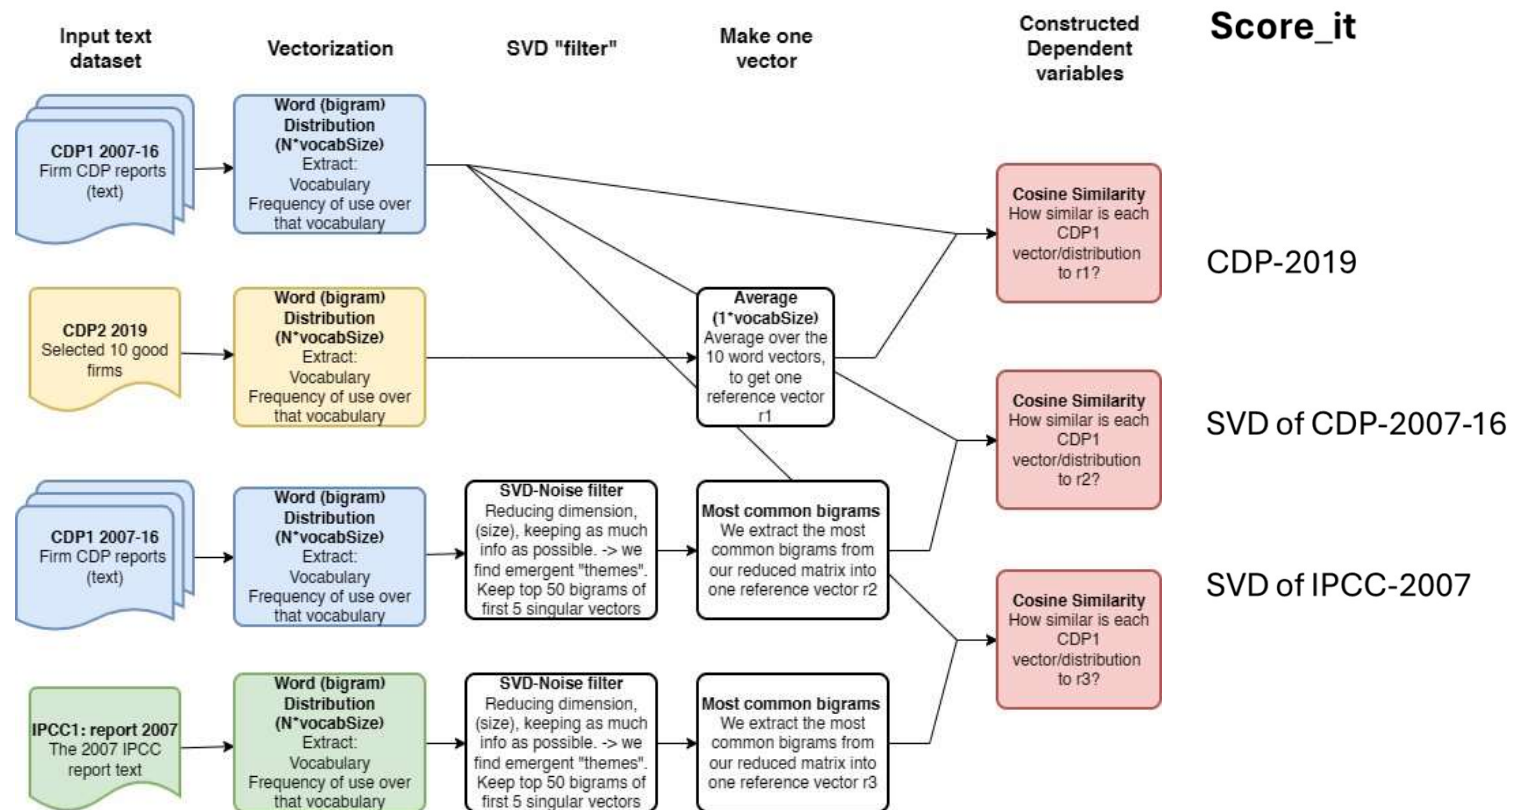 Input text
dataset
Vectorization
SVD "filter"
Make one
vector
Constructed
Dependent
variables
Score_it
CDP1 2007-16
Firm CDP reports
(text)
Word (bigram)
Distribution
(N*vocabSize)
Extract:
Vocabulary
Frequency of use over
that vocabulary
Cosine Similarity
How similar is each
CDP1
vector/distribution
to r1?
CDP-2019
CDP2 2019
Selected 10 good
firms
Word (bigram)
Distribution
(N*vocabSize)
Extract:
Vocabulary
Frequency of use over
that vocabulary
Average
(1*vocabSize)
Average over the
10 word vectors,
to get one
reference vector
r1
Cosine Similarity
How similar is each
CDP1
vector/distribution
to r2?
SVD of CDP-2007-16
CDP1 2007-16
Firm CDP reports
(text)
Word (bigram)
Distribution
(N*vocabSize)
Extract:
Vocabulary
Frequency of use over
that vocabulary
SVD-Noise filter
Reducing dimension,
(size), keeping as much
info as possible. -> we
find emergent "themes".
Keep top 50 bigrams of
first 5 singular vectors
Most common bigrams
We extract the most
common bigrams from
our reduced matrix into
one reference vector r2
Cosine Similarity
How similar is each
CDP1
vector/distribution
to r3?
SVD of IPCC-2007
IPCC1: report 2007
The 2007 IPCC
report text
Word (bigram)
Distribution
(N*vocabSize)
Extract:
Vocabulary
Frequency of use over
that vocabulary
SVD-Noise filter
Reducing dimension,
(size), keeping as much
info as possible. -> we
find emergent "themes".
Keep top 50 bigrams of
first 5 singular vectors
Most common bigrams
We extract the most
common bigrams from
our reduced matrix into
one reference vector r3